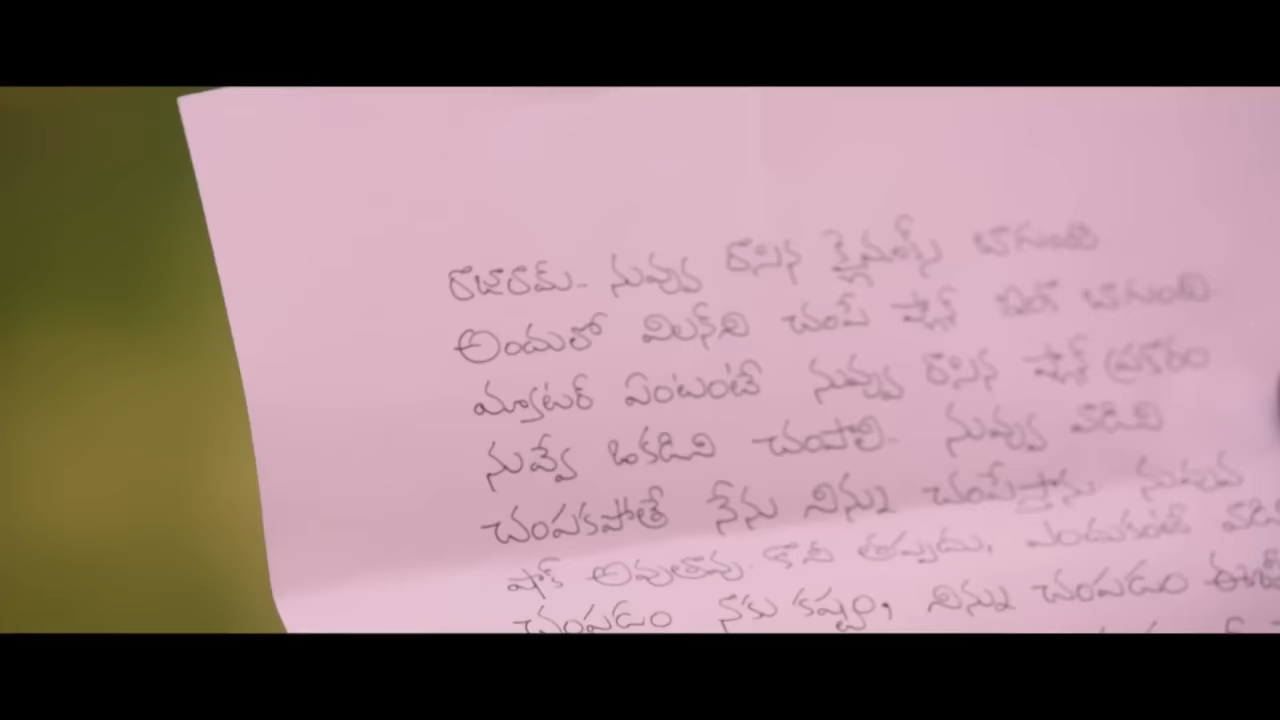 రాజారామ్.. నువ్వు రాసిన క్లైమాక్స్ బాగుంది
అందులో విలన్ని చంపే ప్లాన్ ఇంకా బాగుంది
మ్యాటర్ ఏంటంటే నువ్వు రాసిన ప్లాన్ ప్రకారం
నువ్వే ఒకడిని చంపాలి. నువ్వు వాడిని
చంపకపోతే నేను నిన్ను చంపేస్తాను నువ్వు
షాక్ అవుతావు. కానీ తప్పదు, ఎందుకంటే
చంపడం నాకు కష్టం, నిన్ను చంపడం